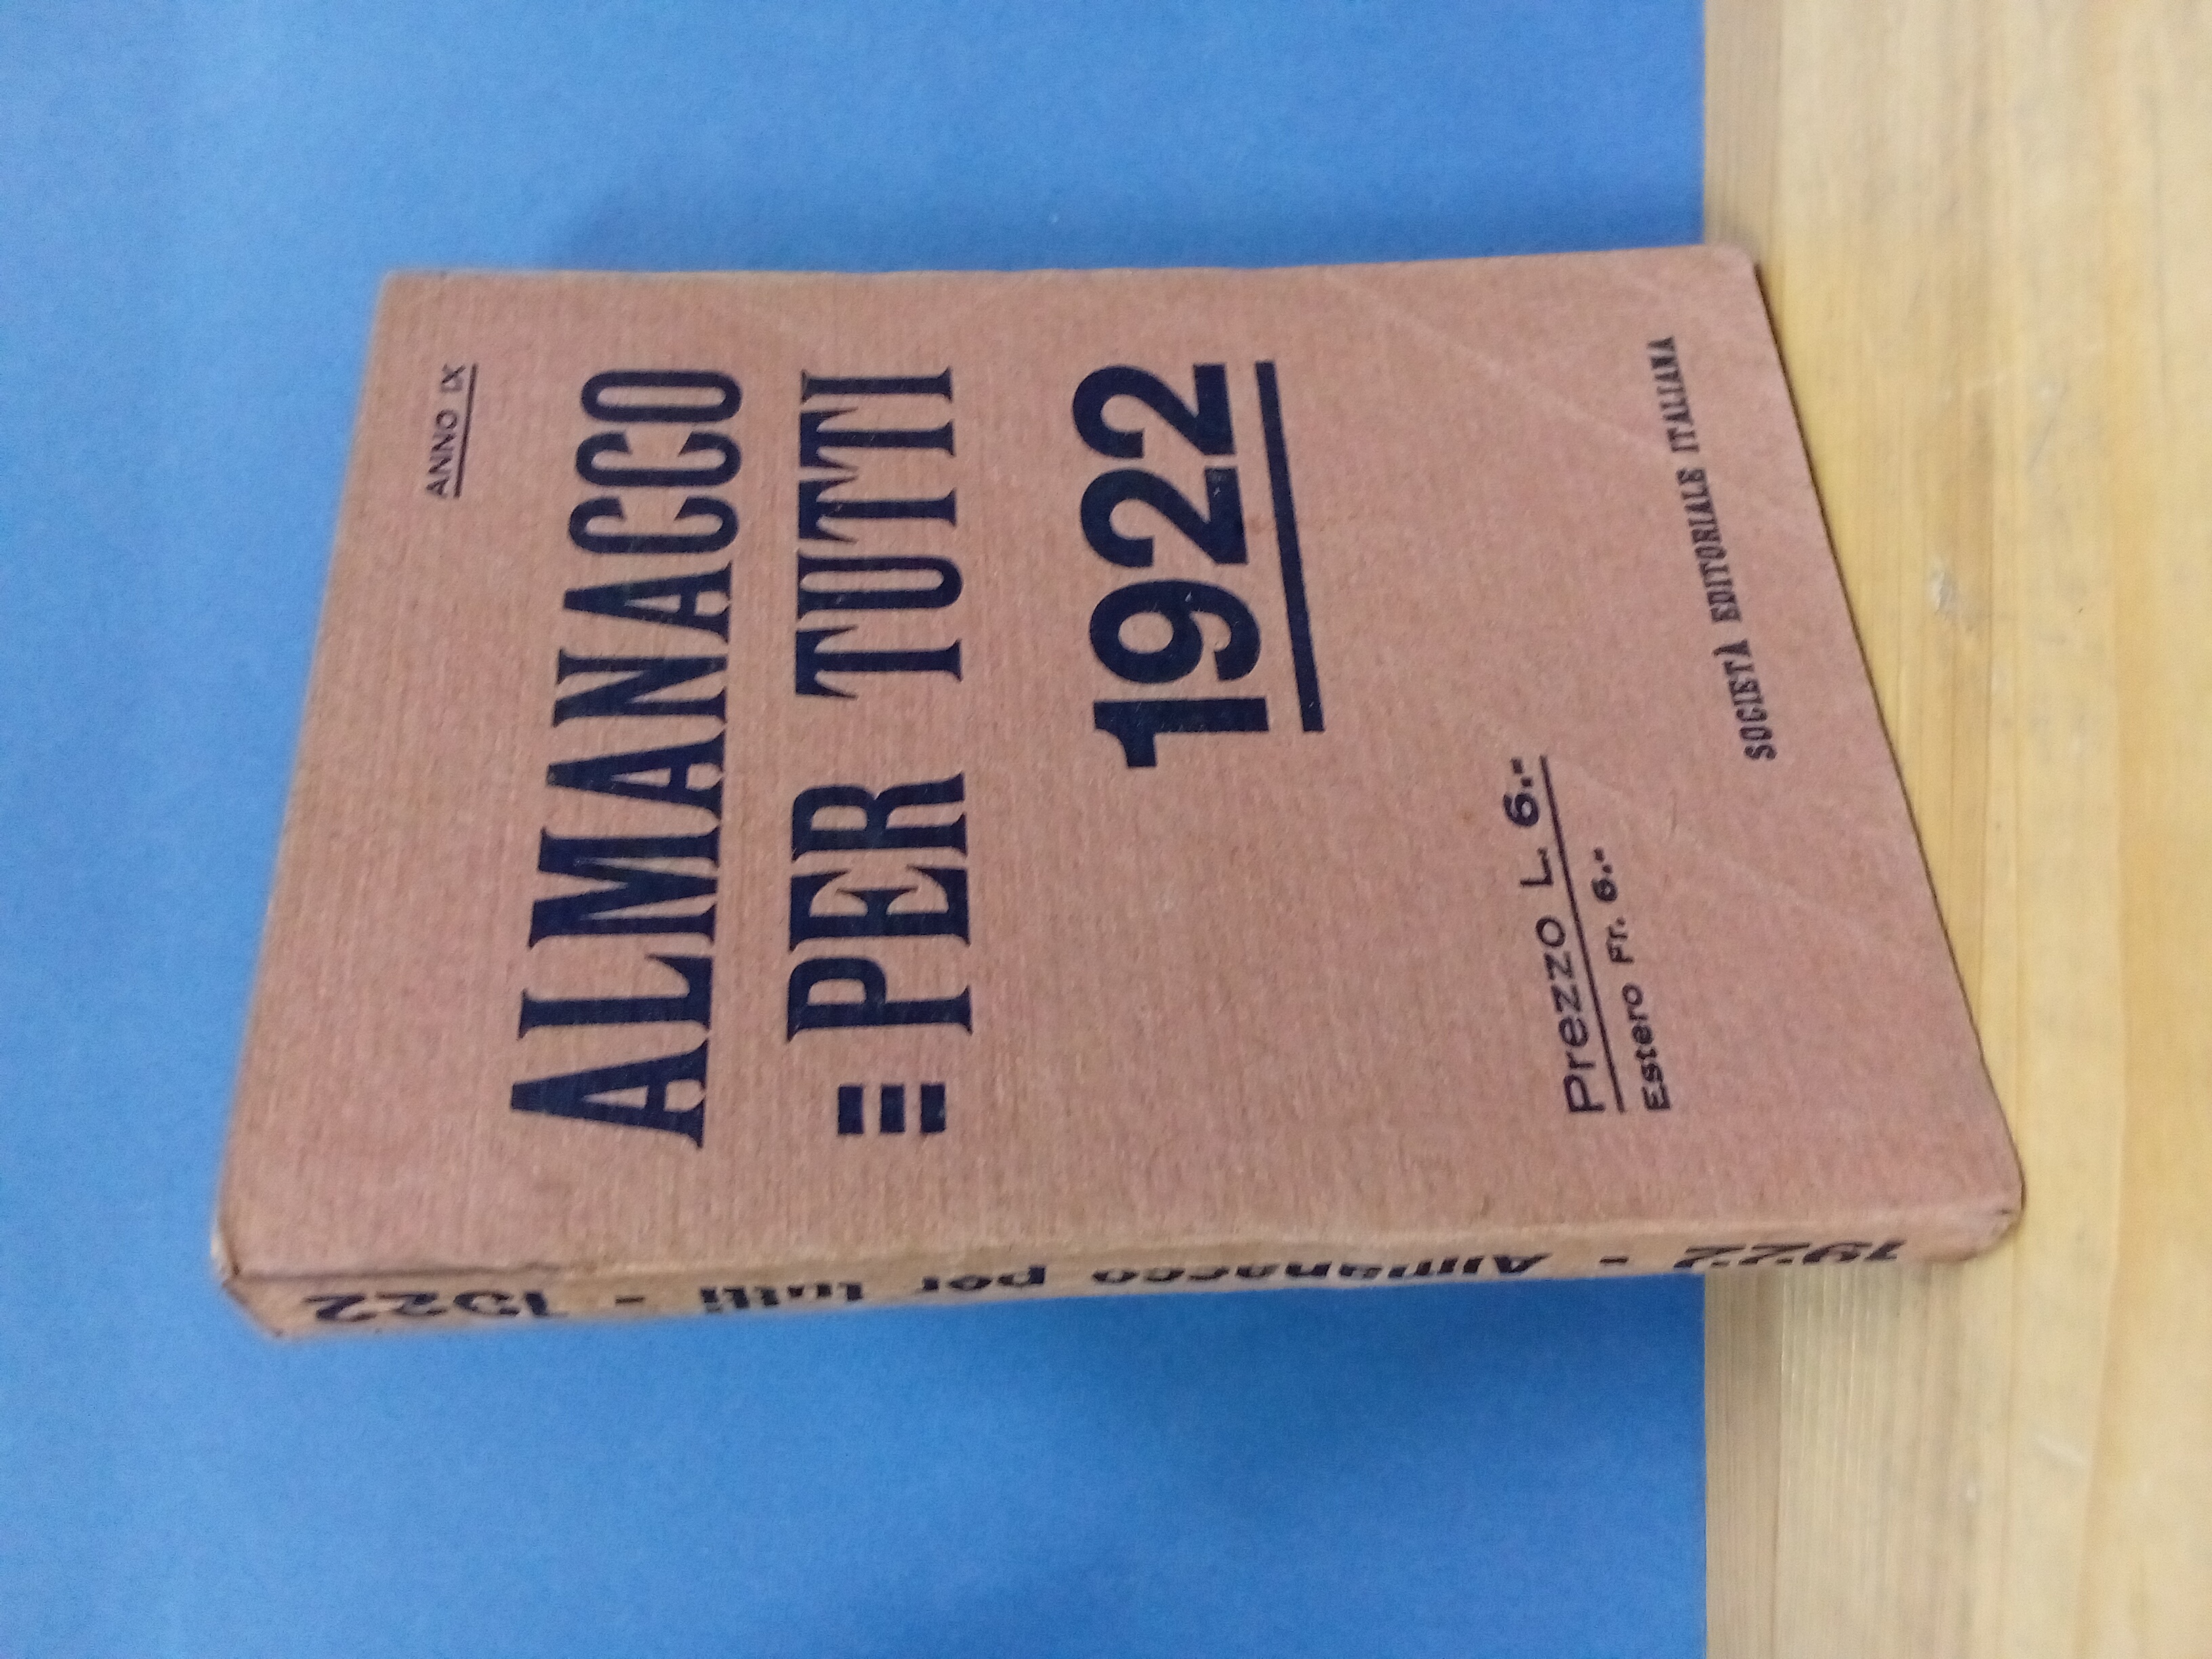 ANNO IX
ALMANACCO
= PER TUTTI
1922
Prezzo L. 6.-
Estero Fr. 6.-
SOCIETÀ EDITORIALE ITALIANA
1922 - Almanacco per tutti - 1922